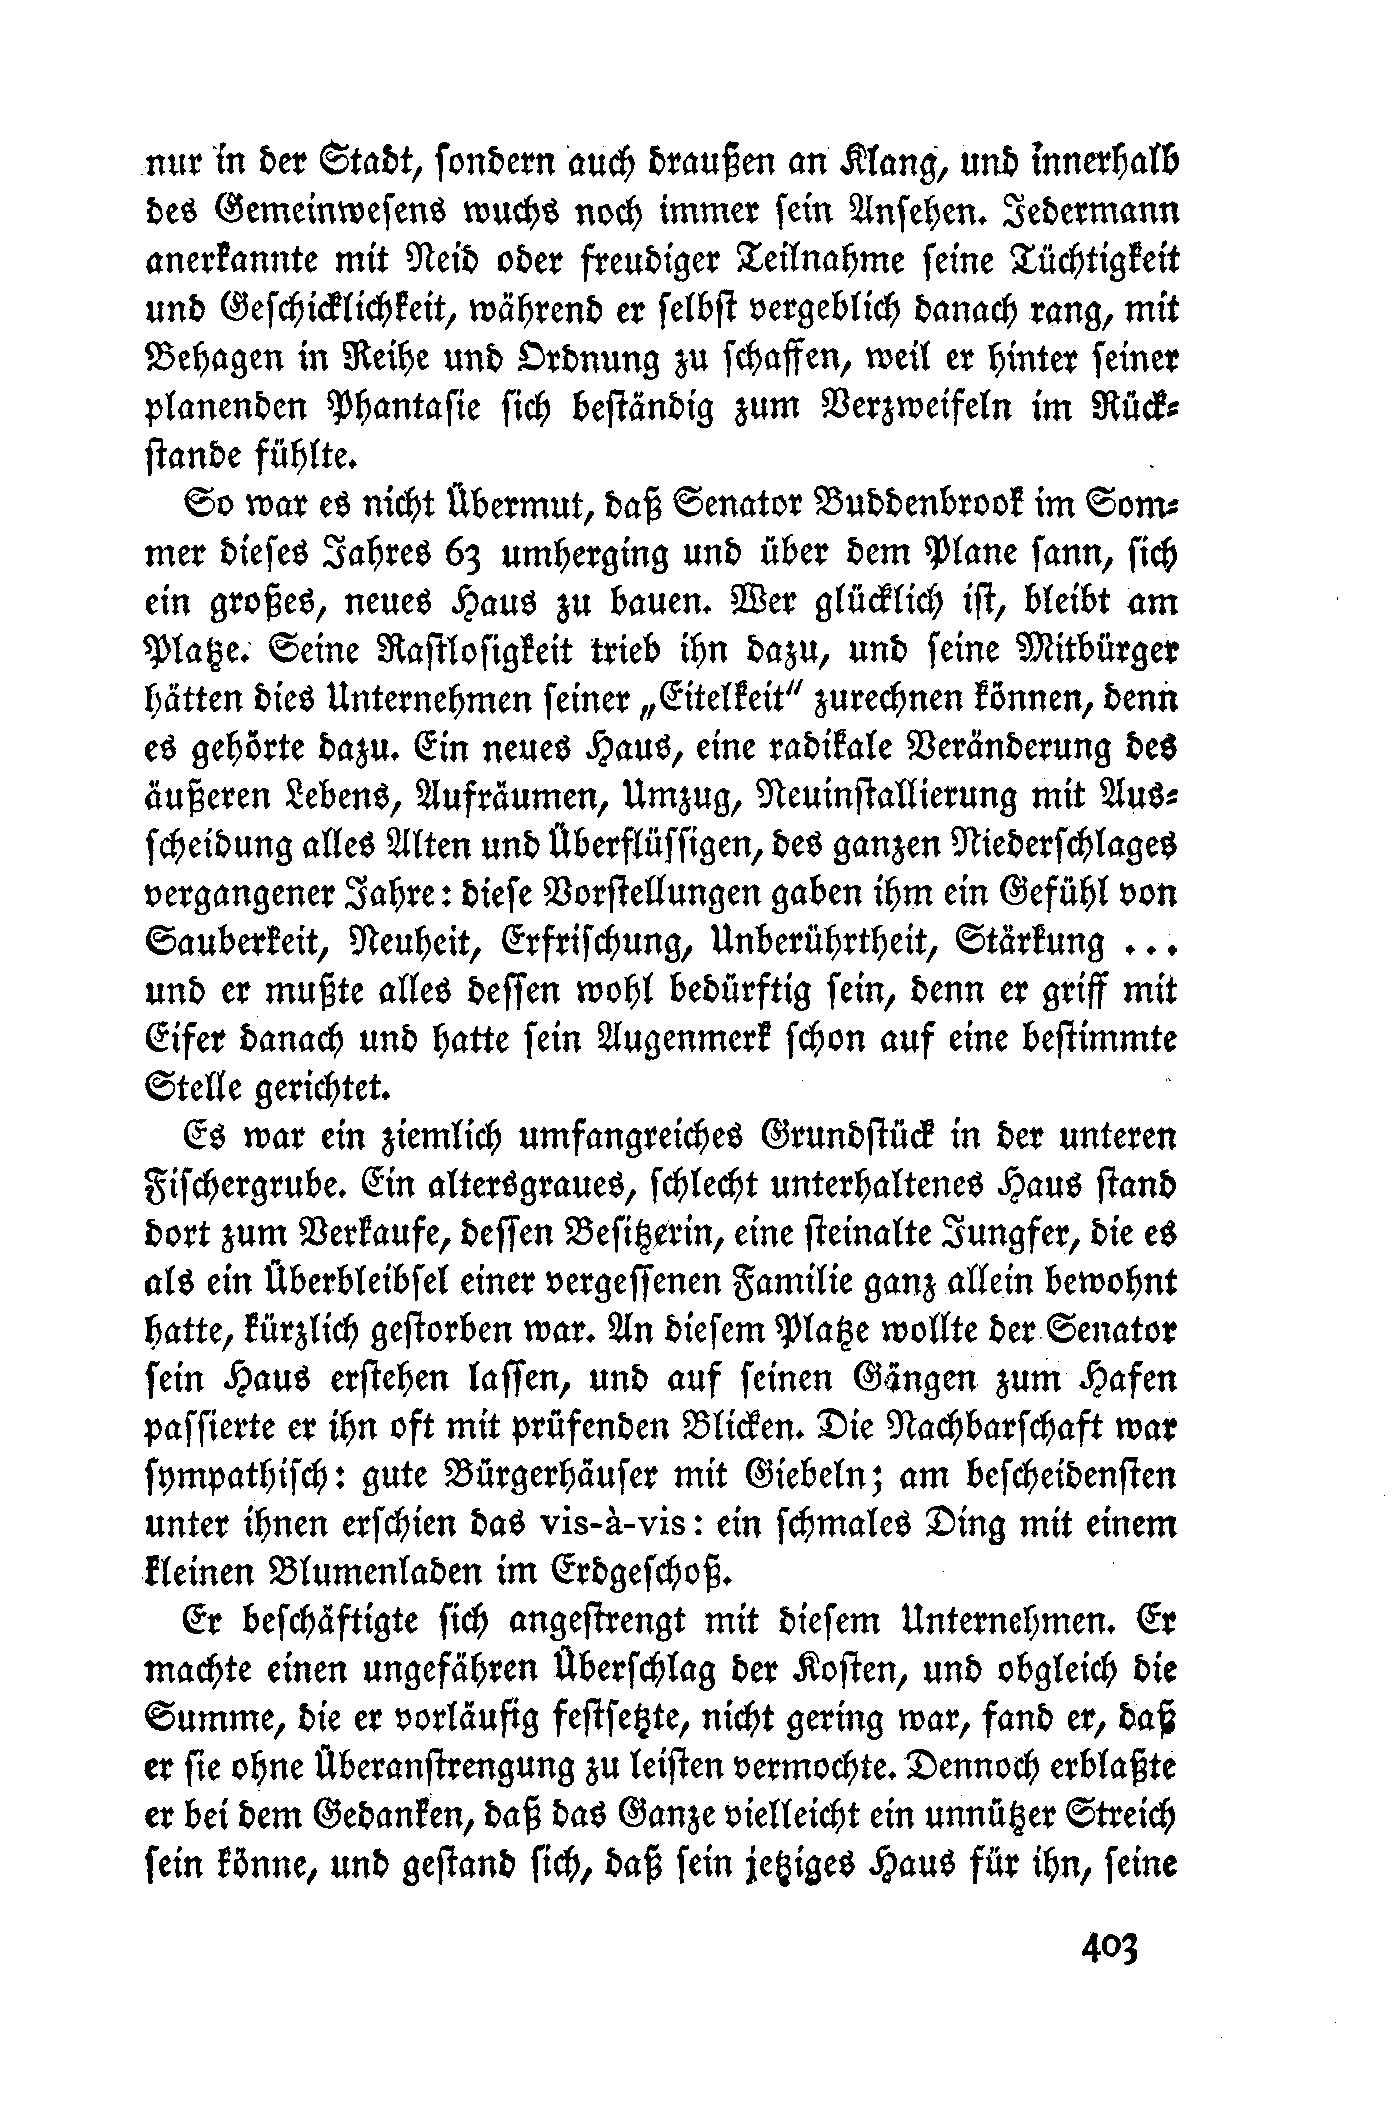 nur in der Stadt, sondern auch draußen an Klang, und innerhalb
des Gemeinwesens wuchs noch immer sein Ansehen. Jedermann
anerkannte mit Neid oder freudiger Teilnahme seine Tüchtigkeit
und Geschicklichkeit, während er selbst vergeblich danach rang, mit
Behagen in Reihe und Ordnung zu schaffen, weil er hinter seiner
planenden Phantasie sich beständig zum Verzweifeln im Rück-
stande fühlte.
So war es nicht Übermut, daß Senator Buddenbrook im Som-
mer dieses Jahres 63 umherging und über dem Plane sann, sich
ein großes, neues Haus zu bauen. Wer glücklich ist, bleibt am
Platze. Seine Rastlosigkeit trieb ihn dazu, und seine Mitbürger
hätten dies Unternehmen seiner „Eitelkeit“ zurechnen können, denn
es gehörte dazu. Ein neues Haus, eine radikale Veränderung des
äußeren Lebens, Aufräumen, Umzug, Neuinstallierung mit Aus-
scheidung alles Alten und Überflüssigen, des ganzen Niederschlages
vergangener Jahre: diese Vorstellungen gaben ihm ein Gefühl von
Sauberkeit, Neuheit, Erfrischung, Unberührtheit, Stärkung ...
und er mußte alles dessen wohl bedürftig sein, denn er griff mit
Eifer danach und hatte sein Augenmerk schon auf eine bestimmte
Stelle gerichtet.
Es war ein ziemlich umfangreiches Grundstück in der unteren
Fischergrube. Ein altersgraues, schlecht unterhaltenes Haus stand
dort zum Verkaufe, dessen Besitzerin, eine steinalte Jungfer, die es
als ein Überbleibsel einer vergessenen Familie ganz allein bewohnt
hatte, kürzlich gestorben war. An diesem Platze wollte der Senator
sein Haus erstehen lassen, und auf seinen Gängen zum Hafen
passierte er ihn oft mit prüfenden Blicken. Die Nachbarschaft war
sympathisch: gute Bürgerhäuser mit Giebeln; am bescheidensten
unter ihnen erschien das vis-à-vis: ein schmales Ding mit einem
kleinen Blumenladen im Erdgeschoß.
Er beschäftigte sich angestrengt mit diesem Unternehmen. Er
machte einen ungefähren Überschlag der Kosten, und obgleich die
Summe, die er vorläufig festsetzte, nicht gering war, fand er, daß
er sie ohne Überanstrengung zu leisten vermochte. Dennoch erblaßte
er bei dem Gedanken, daß das Ganze vielleicht ein unnützer Streich
sein könne, und gestand sich, daß sein jetziges Haus für ihn, seine
403